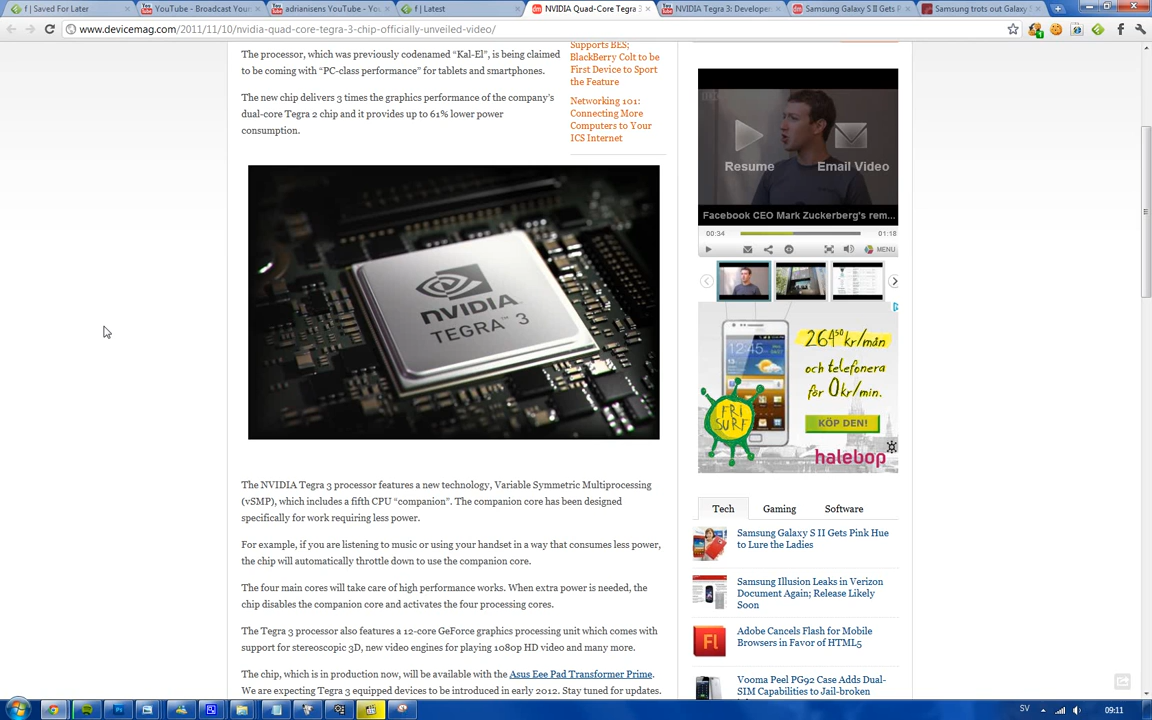 f | Saved For Later
YouTube - Broadcast Your
adrianisens YouTube - Yo
f | Latest
NVIDIA Quad-Core Tegra 3
NVIDIA Tegra 3: Developer
Samsung Galaxy S II Gets P
Samsung trots out Galaxy
www.devicemag.com/2011/11/10/nvidia-quad-core-tegra-3-chip-officially-unveiled-video/
The processor, which was previously codenamed “Kal-El”, is being claimed
to be coming with “PC-class performance” for tablets and smartphones.
The new chip delivers 3 times the graphics performance of the company’s
dual-core Tegra 2 chip and it provides up to 61% lower power
consumption.
Supports BES;
BlackBerry Colt to be
First Device to Sport
the Feature
Networking 101:
Connecting More
Computers to Your
ICS Internet
NVIDIA
TEGRA™ 3
The NVIDIA Tegra 3 processor features a new technology, Variable Symmetric Multiprocessing
(vSMP), which includes a fifth CPU “companion”. The companion core has been designed
specifically for work requiring less power.
For example, if you are listening to music or using your handset in a way that consumes less power,
the chip will automatically throttle down to use the companion core.
The four main cores will take care of high performance works. When extra power is needed, the
chip disables the companion core and activates the four processing cores.
The Tegra 3 processor also features a 12-core GeForce graphics processing unit which comes with
support for stereoscopic 3D, new video engines for playing 1080p HD video and many more.
The chip, which is in production now, will be available with the Asus Eee Pad Transformer Prime.
We are expecting Tegra 3 equipped devices to be introduced in early 2012. Stay tuned for updates.
Resume
Email Video
Facebook CEO Mark Zuckerberg's rem...
00:34
01:18
MENU
12:45
264⁵⁰ kr/mån
och telefonera
för 0 kr/min.
FRI
SURF
KÖP DEN!
halebop
Tech
Gaming
Software
Samsung Galaxy S II Gets Pink Hue
to Lure the Ladies
Samsung Illusion Leaks in Verizon
Document Again; Release Likely
Soon
Adobe Cancels Flash for Mobile
Browsers in Favor of HTML5
Vooma Peel PG92 Case Adds Dual-
SIM Capabilities to Jail-broken
SV
09:11